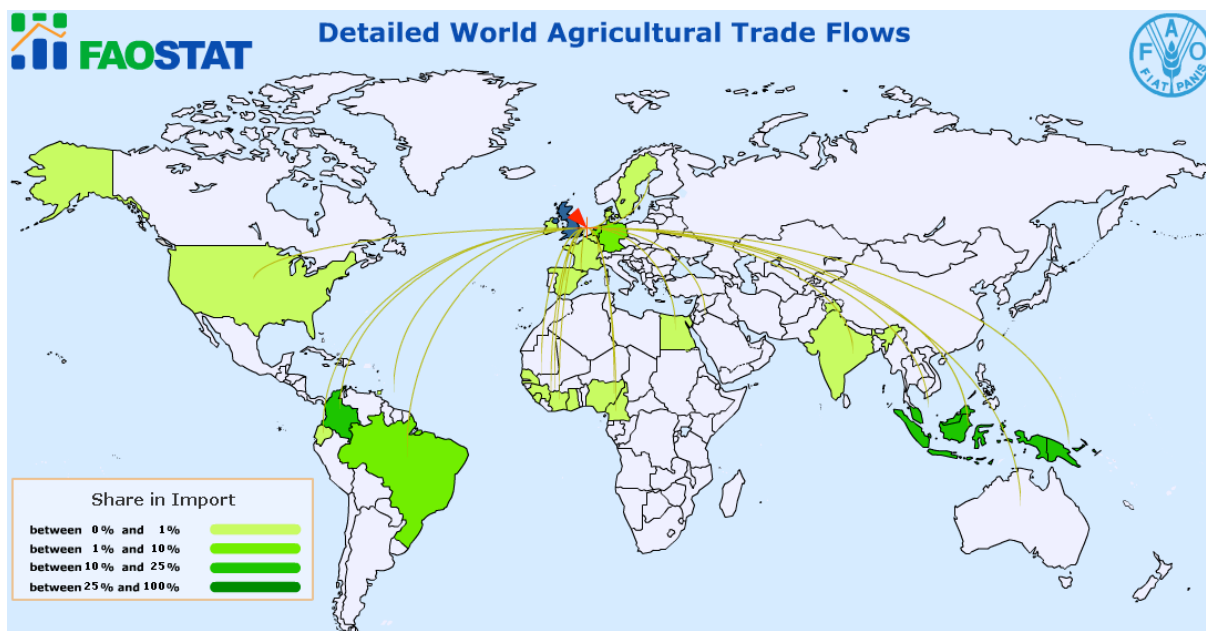 FAOSTAT
Detailed World Agricultural Trade Flows
F A O
FIAT PANIS
Share in Import
between 0% and 1%
between 1% and 10%
between 10% and 25%
between 25% and 100%